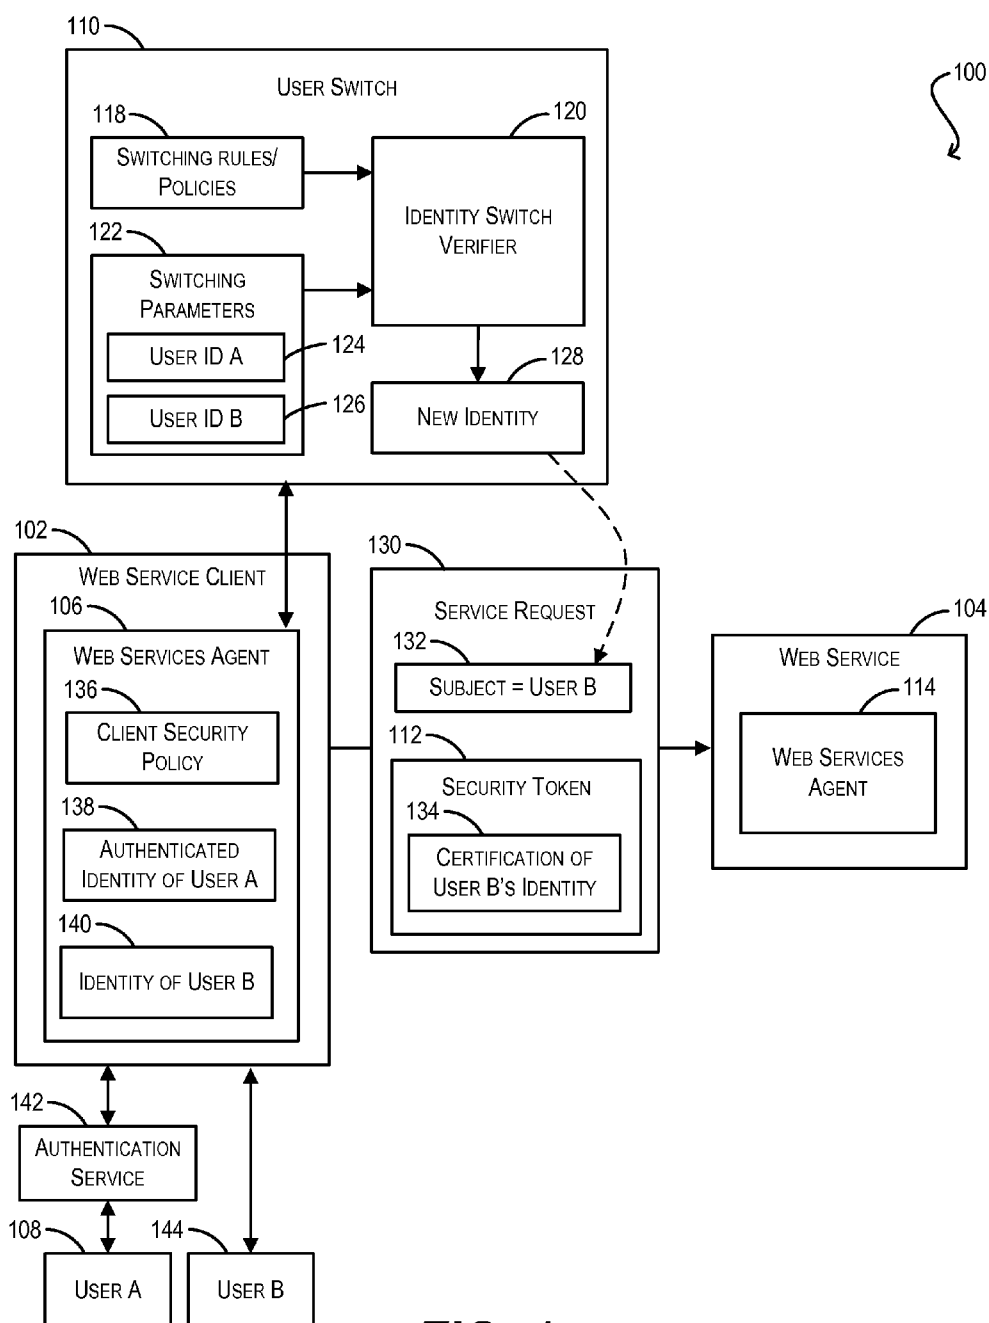 110
User Switch
100
118
Switching rules/
Policies
120
Identity Switch
Verifier
122
Switching
Parameters
User ID A
124
User ID B
126
128
New Identity
102
Web Service Client
106
Web Services Agent
136
Client Security
Policy
138
Authenticated
Identity of User A
140
Identity of User B
130
Service Request
132
Subject = User B
112
Security Token
134
Certification of
User B's Identity
104
Web Service
114
Web Services
Agent
142
Authentication
Service
108
User A
144
User B